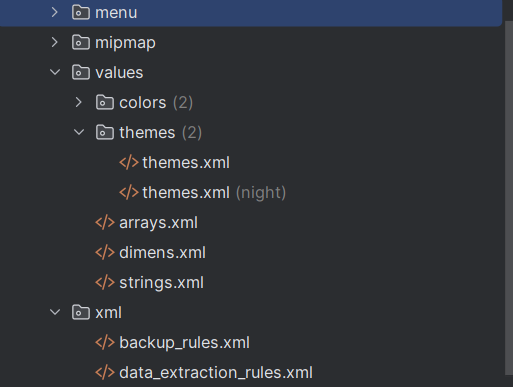 menu
mipmap
values
colors (2)
themes (2)
</> themes.xml
</> themes.xml (night)
</> arrays.xml
</> dimens.xml
</> strings.xml
xml
</> backup_rules.xml
</> data_extraction_rules.xml